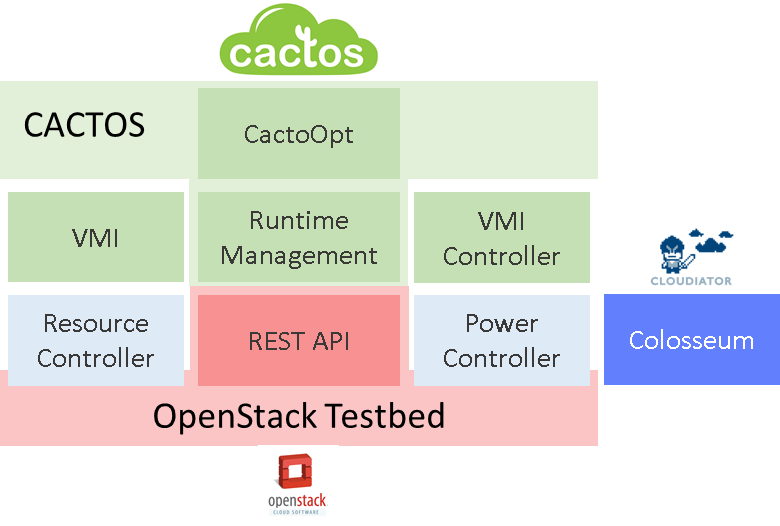 cactos
CACTOS
CactoOpt
VMI
Runtime
Management
VMI
Controller
CLOUDIATOR
Resource
Controller
REST API
Power
Controller
Colosseum
OpenStack Testbed
openstack
CLOUD SOFTWARE